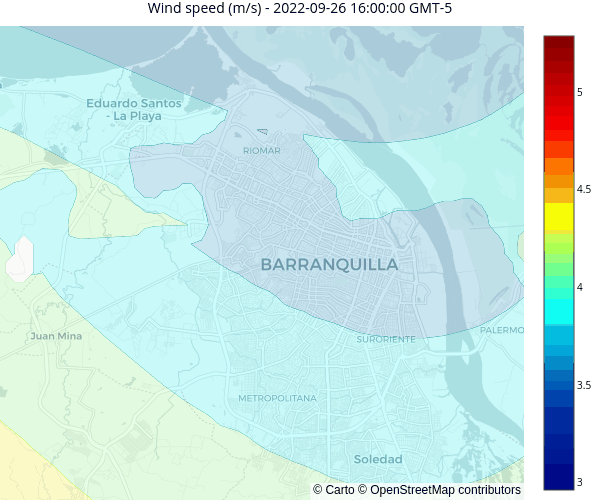 Wind speed (m/s) - 2022-09-26 16:00:00 GMT-5
5
Eduardo Santos
- La Playa
RIOMAR
4.5
BARRANQUILLA
4
Juan Mina
PALERMO
SURORIENTE
3.5
METROPOLITANA
Soledad
3
© Carto © OpenStreetMap contributors